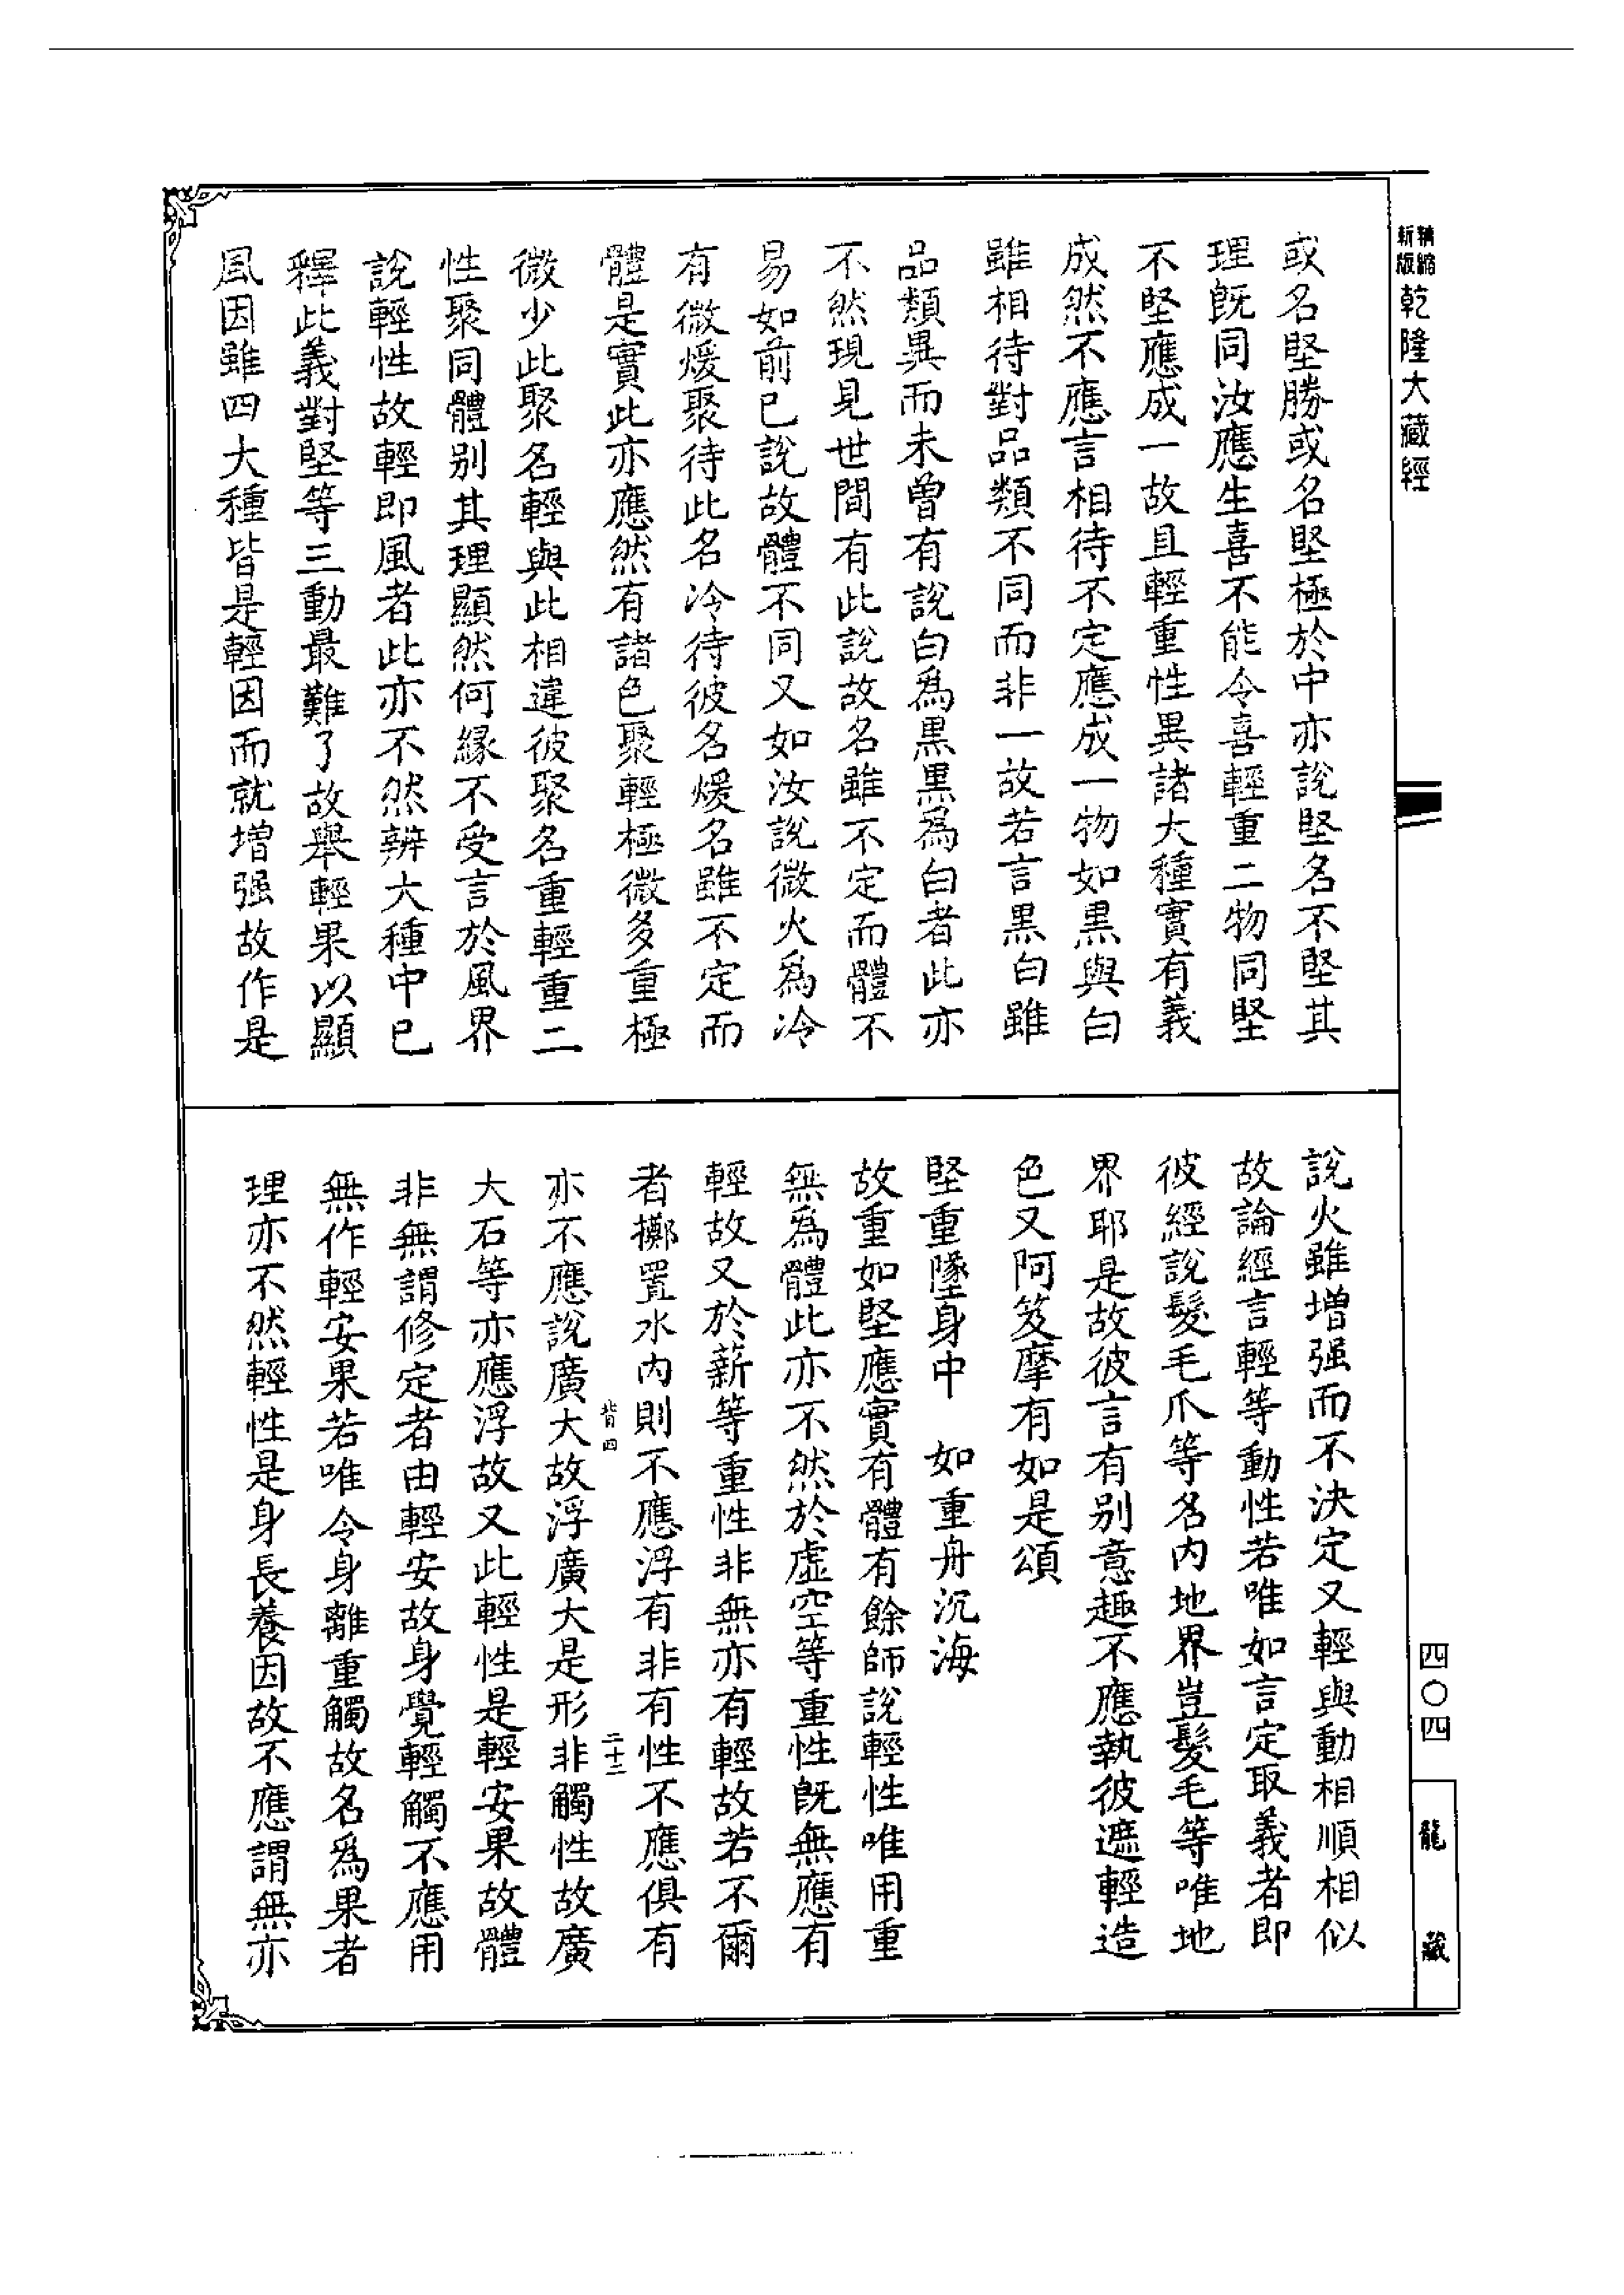 精縮新版乾隆大藏經
或名堅勝或名堅極於中亦說堅名不堅其
理既同汝應生喜不能令喜輕重二物同堅
不堅應成一故且輕重性異諸大種實有義
成然不應言相待不定應成一物如黒與白
雖相待對品類不同而非一故若言黒白雖
品類異而未曾有說白為黒黒為白者此亦
不然現見世間有此說故名雖不定而體不
易如前已說故體不同又如汝說微火為冷
有微煖聚待此名冷待彼名煖名雖不定而
體是實此亦應然有諸色聚輕極微多重極
微少此聚名輕與此相違彼聚名重輕重二
性聚同體别其理顯然何緣不受言於風界
說輕性故輕即風者此亦不然辨大種中已
釋此義對堅等三動最難了故舉輕果以顯
風因雖四大種皆是輕因而就增强故作是
四〇四
龍藏
說火雖增强而不決定又輕與動相順相似
故論經言輕等動性若唯如言定取義者即
彼經說髮毛爪等名内地界豈髮毛等唯地
界耶是故彼言有别意趣不應執彼遮輕造
色又阿笈摩有如是頌
堅重墜身中　如重舟沉海
故重如堅應實有體有餘師說輕性唯用重
無為體此亦不然於虛空等重性既無應有
輕故又於薪等重性非無亦有輕故若不爾
者擲置水内則不應浮有非有性不應俱有
背四　二十三
亦不應說廣大故浮廣大是形非觸性故廣
大石等亦應浮故又此輕性是輕安果故體
非無謂修定者由輕安故身覺輕觸不應用
無作輕安果若唯令身離重觸故名為果者
理亦不然輕性是身長養因故不應謂無亦